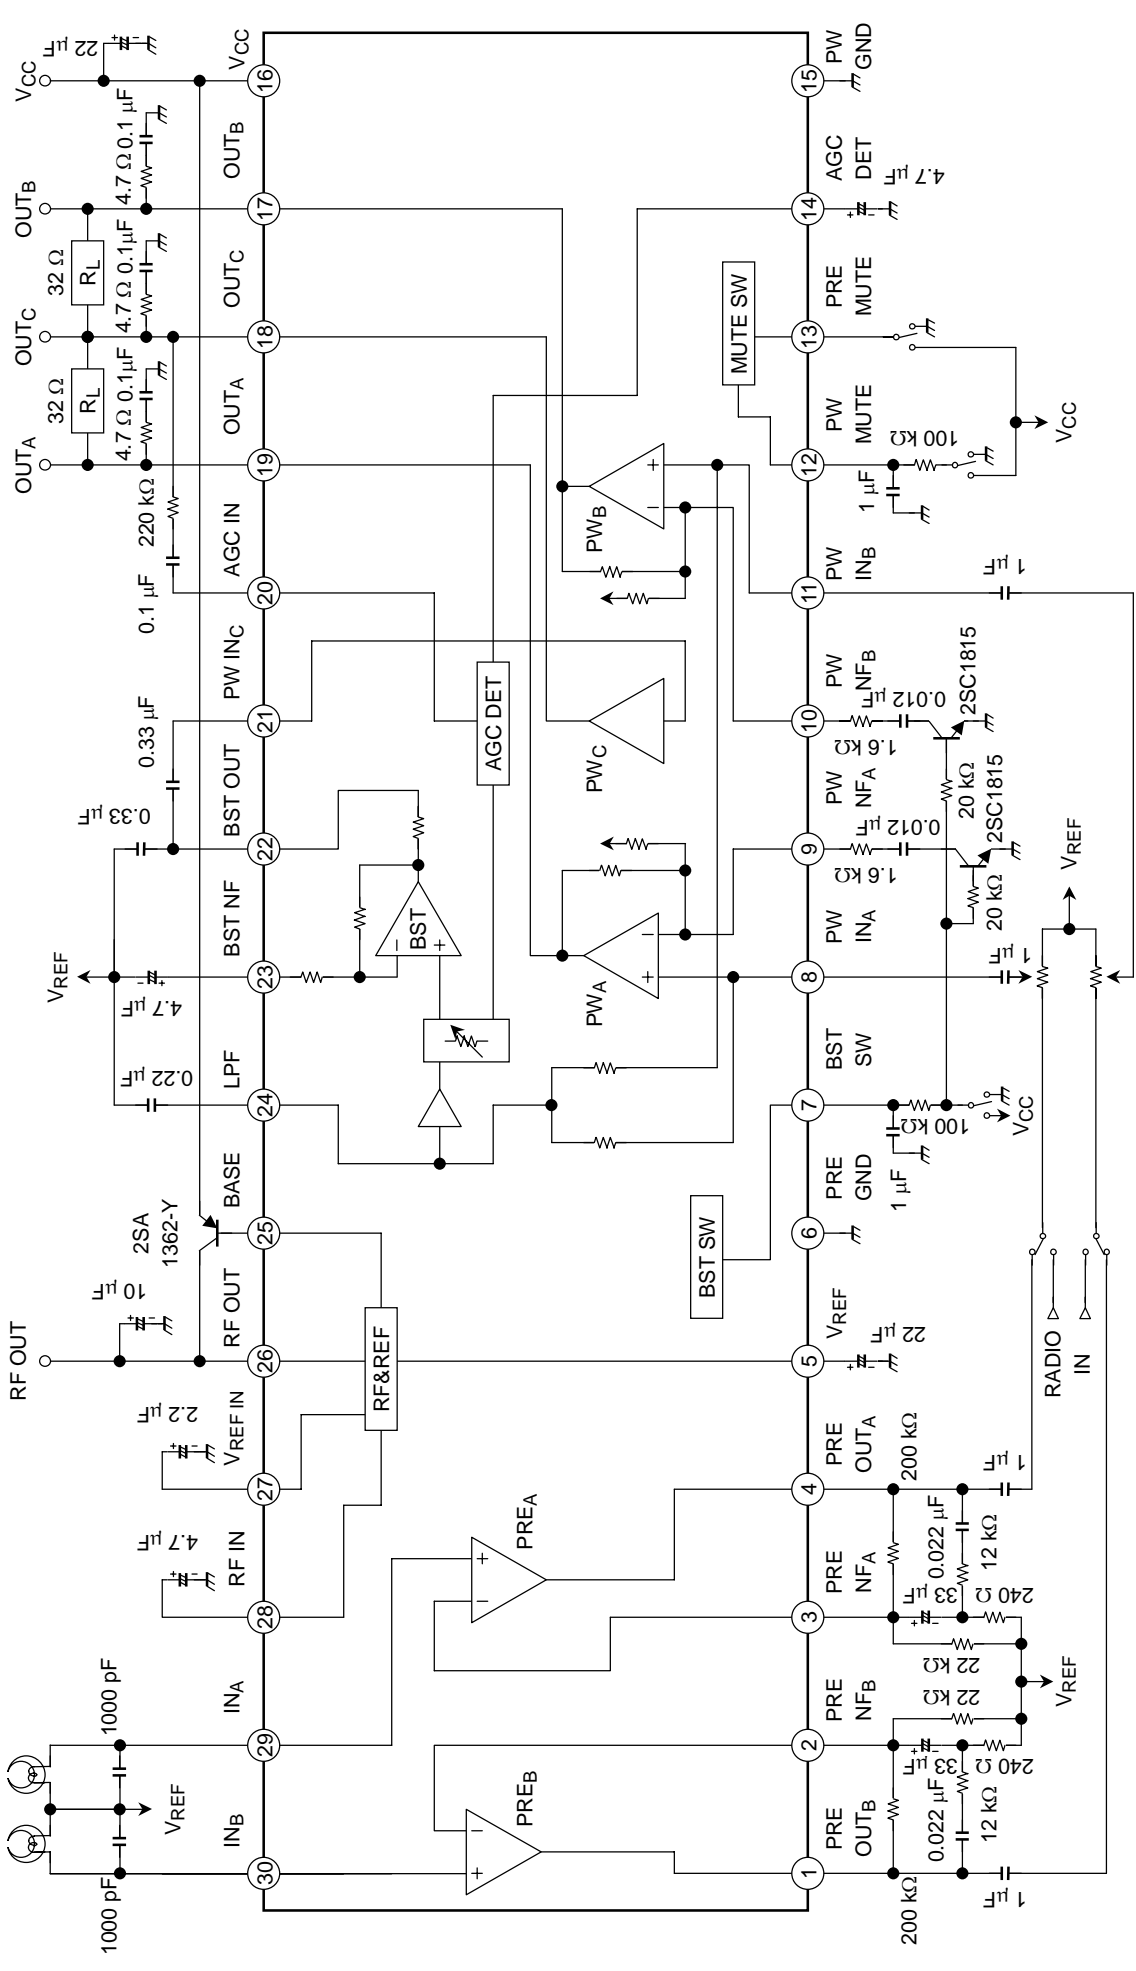 RF OUT
10 μF
2SA
1362-Y
VREF
4.7 μF
0.22 μF
0.33 μF
0.33 μF
0.1 μF
220 kΩ
OUTA
32 Ω
RL
4.7 Ω 0.1μF
OUTC
32 Ω
RL
4.7 Ω 0.1μF
OUTB
4.7 Ω 0.1 μF
VCC
22 μF
1000 pF
VREF
1000 pF
4.7 μF
2.2 μF
INB
INA
RF IN
VREF IN
RF OUT
BASE
LPF
BST NF
BST OUT
PW INC
AGC IN
OUTA
OUTC
OUTB
VCC
30
29
28
27
26
25
24
23
22
21
20
19
18
17
16
RF&REF
BST
−
+
AGC DET
PREB
−
+
PREA
−
+
PWA
+
−
PWC
PWB
−
+
BST SW
MUTE SW
1
2
3
4
5
6
7
8
9
10
11
12
13
14
15
PRE
OUTB
PRE
NFB
PRE
NFA
PRE
OUTA
VREF
PRE
GND
BST
SW
PW
INA
PW
NFA
PW
NFB
PW
INB
PW
MUTE
PRE
MUTE
AGC
DET
PW
GND
200 kΩ
0.022 μF
12 kΩ
1 μF
33 μF
240 Ω
22 kΩ
22 kΩ
VREF
33 μF
240 Ω
200 kΩ
0.022 μF
12 kΩ
1 μF
22 μF
RADIO
IN
1 μF
100 kΩ
VCC
1 μF
VREF
1.6 kΩ
0.012 μF
20 kΩ
2SC1815
1.6 kΩ
0.012 μF
20 kΩ
2SC1815
1 μF
1 μF
100 kΩ
VCC
4.7 μF